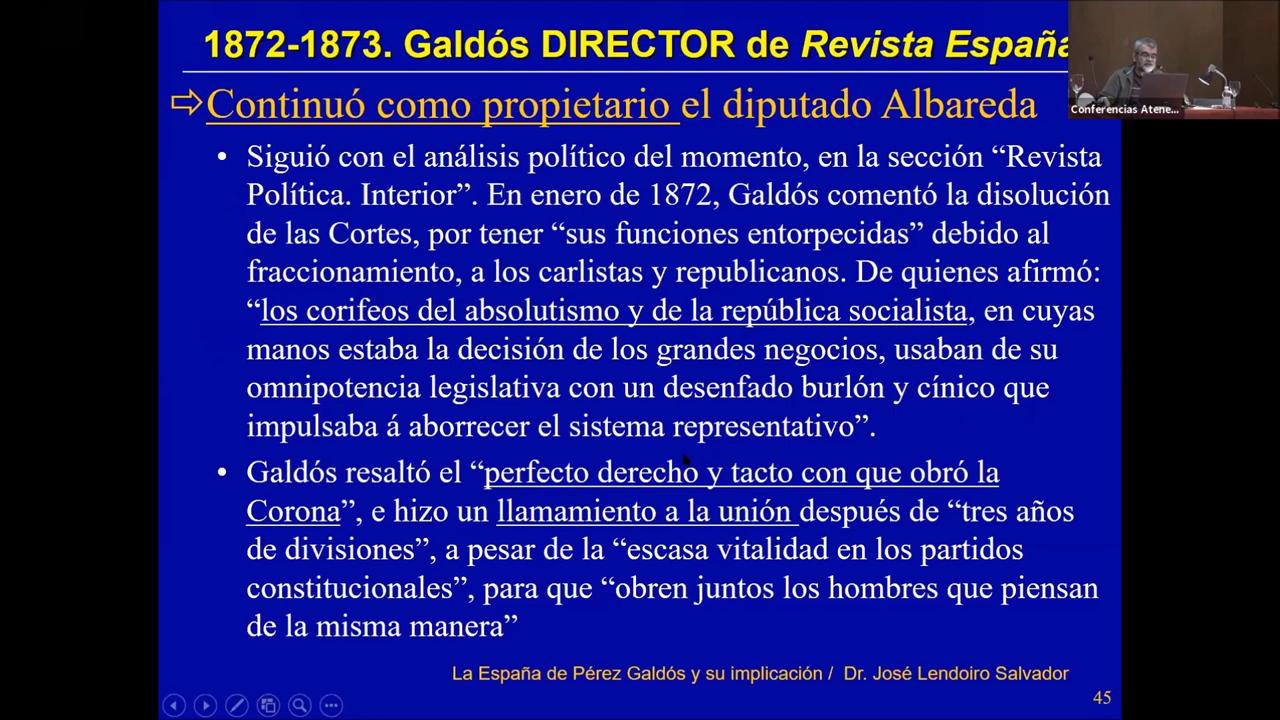 1872-1873. Galdós DIRECTOR de Revista España
Conferencias Atene...
⇨Continuó como propietario el diputado Albareda
• Siguió con el análisis político del momento, en la sección “Revista
Política. Interior”. En enero de 1872, Galdós comentó la disolución
de las Cortes, por tener “sus funciones entorpecidas” debido al
fraccionamiento, a los carlistas y republicanos. De quienes afirmó:
“los corifeos del absolutismo y de la república socialista, en cuyas
manos estaba la decisión de los grandes negocios, usaban de su
omnipotencia legislativa con un desenfado burlón y cínico que
impulsaba á aborrecer el sistema representativo”.
• Galdós resaltó el “perfecto derecho y tacto con que obró la
Corona”, e hizo un llamamiento a la unión después de “tres años
de divisiones”, a pesar de la “escasa vitalidad en los partidos
constitucionales”, para que “obren juntos los hombres que piensan
de la misma manera”
La España de Pérez Galdós y su implicación / Dr. José Lendoiro Salvador
45